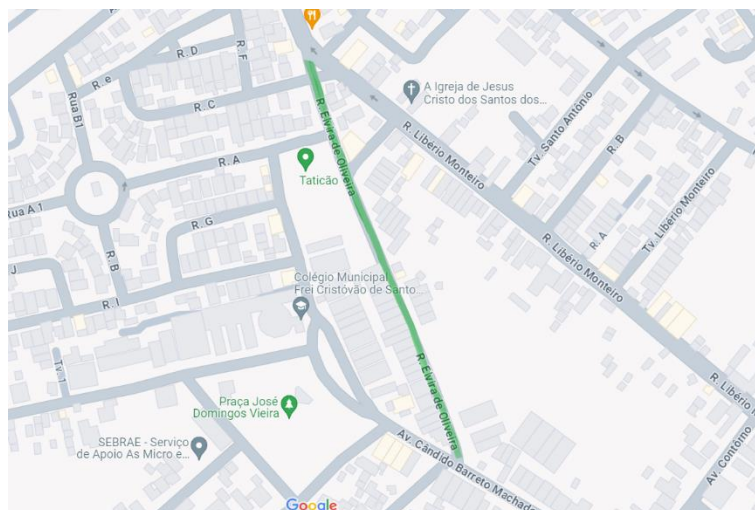 R. D
R. F
R. e
Rua B1
R. C
R. A
Rua A 1
R. G
R. B
J
R. I
Tv. 1
R. Elvira de Oliveira
Taticão
A Igreja de Jesus
Cristo dos Santos dos...
R. Libério Monteiro
Tv. Santo Antônio
R. B
R. A
Tv. Libério Monteiro
R. Libério Monteiro
Colégio Municipal
Frei Cristóvão de Santo...
R. Elvira de Oliveira
R. Libério
Av. Contorno
Praça José
Domingos Vieira
SEBRAE - Serviço
de Apoio As Micro e...
Av. Cândido Barreto Machado
Google